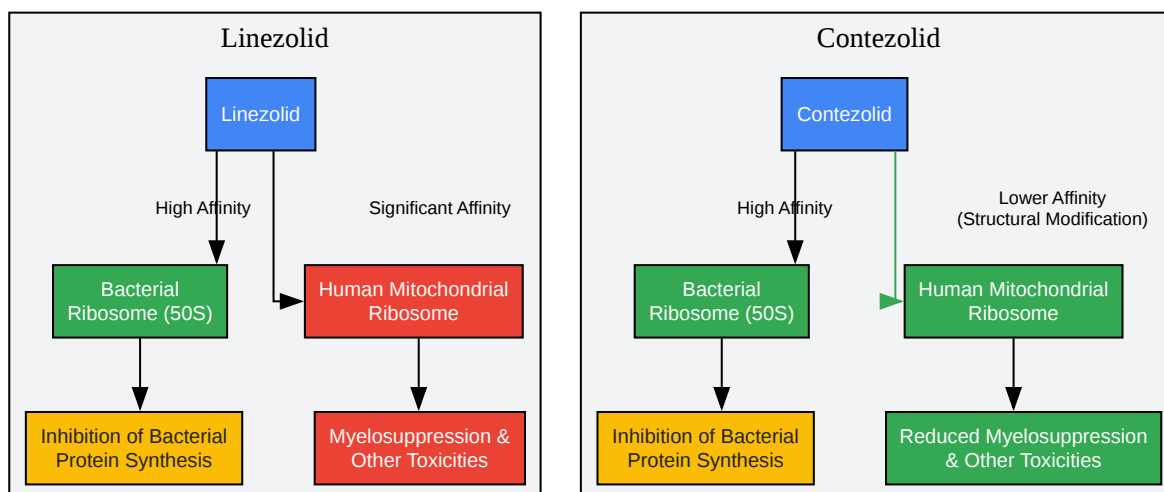 Linezolid
Linezolid
High Affinity
Significant Affinity
Bacterial
Ribosome (50S)
Human Mitochondrial
Ribosome
Inhibition of Bacterial
Protein Synthesis
Myelosuppression &
Other Toxicities
Contezolid
Contezolid
High Affinity
Lower Affinity
(Structural Modification)
Bacterial
Ribosome (50S)
Human Mitochondrial
Ribosome
Inhibition of Bacterial
Protein Synthesis
Reduced Myelosuppression
& Other Toxicities